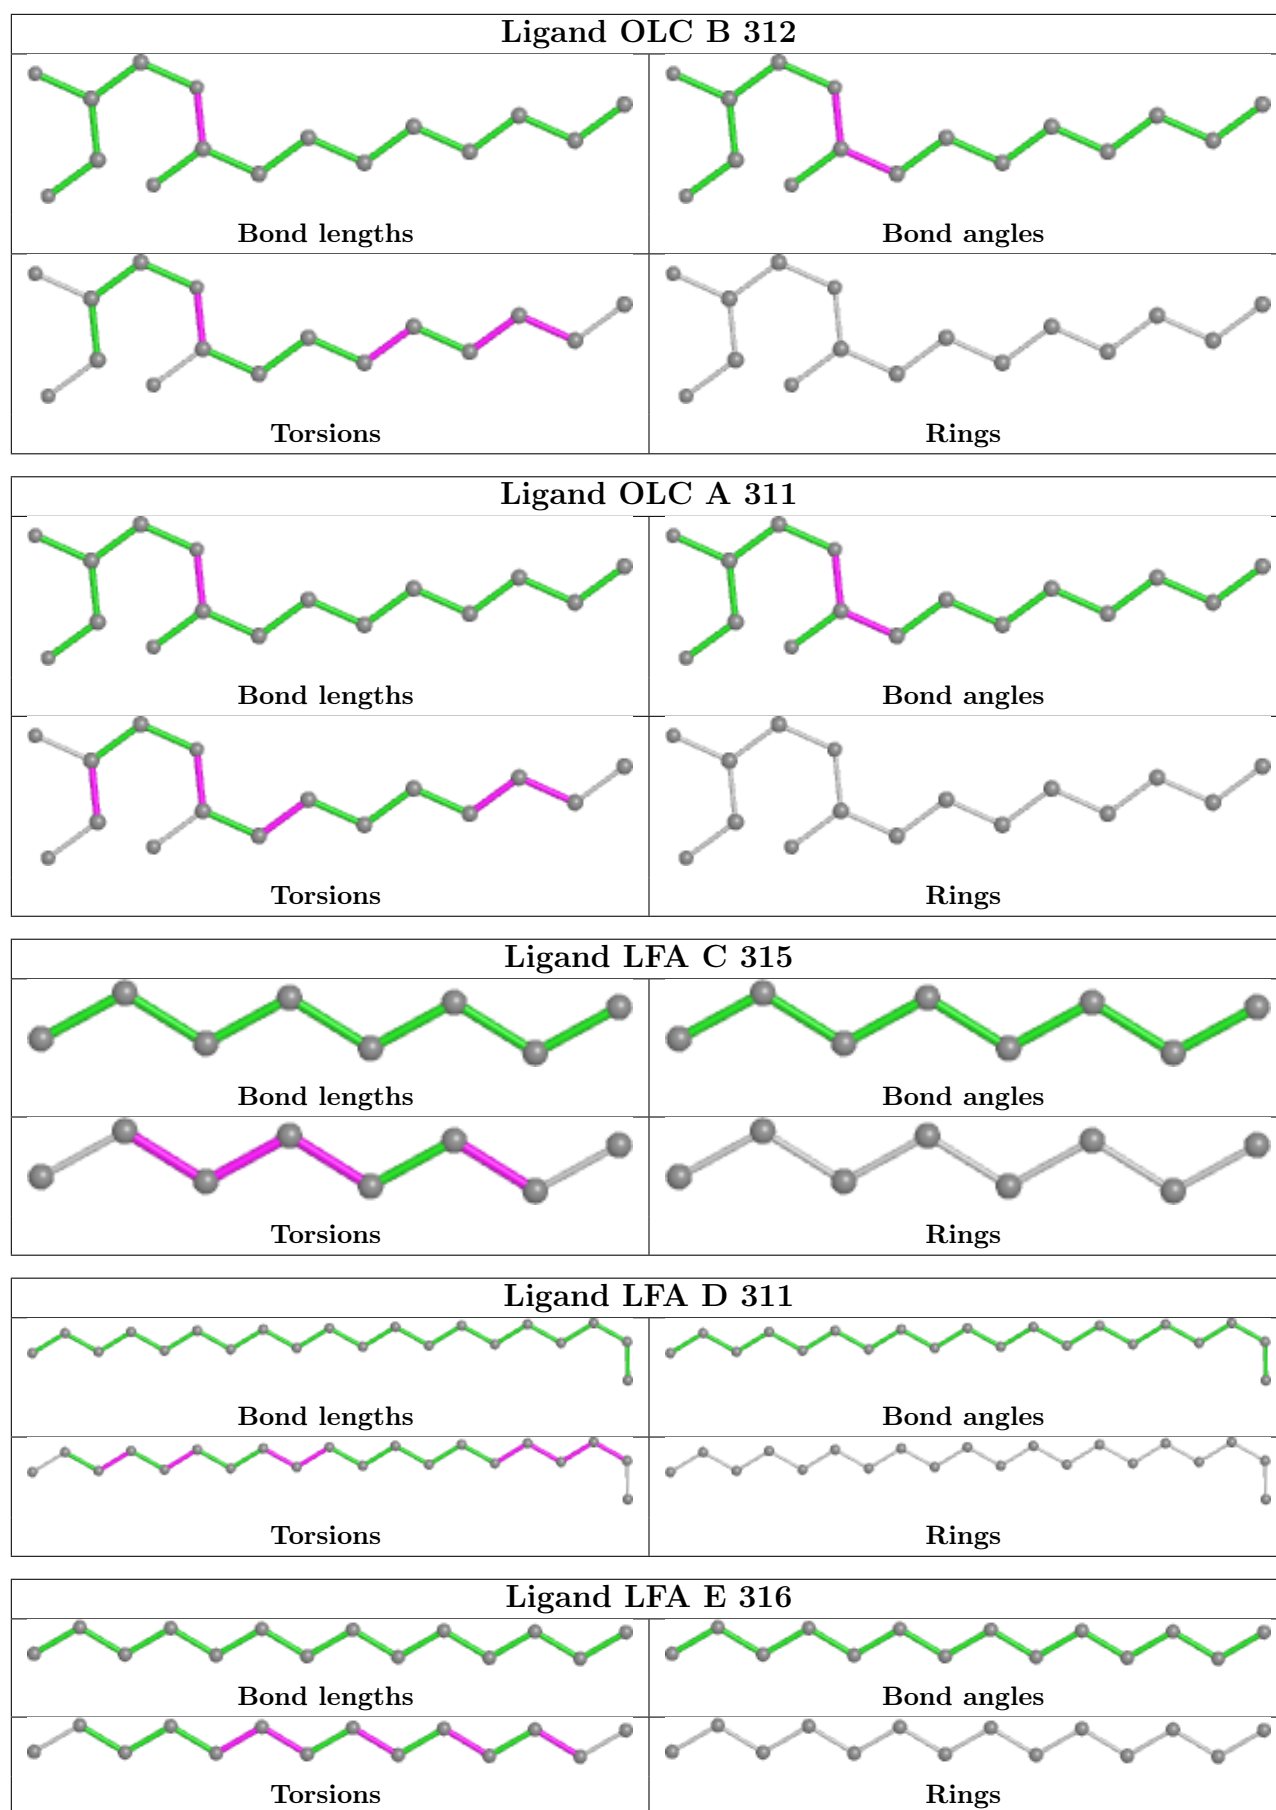 Ligand OLC B 312
Bond lengths
Bond angles
Torsions
Rings
Ligand OLC A 311
Bond lengths
Bond angles
Torsions
Rings
Ligand LFA C 315
Bond lengths
Bond angles
Torsions
Rings
Ligand LFA D 311
Bond lengths
Bond angles
Torsions
Rings
Ligand LFA E 316
Bond lengths
Bond angles
Torsions
Rings